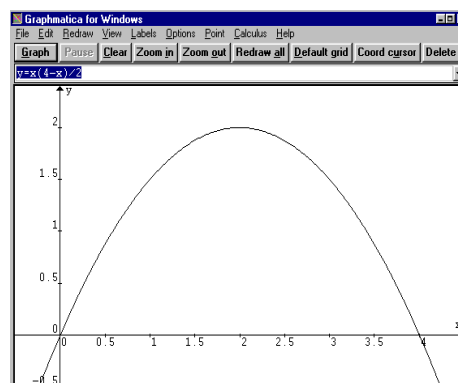 Graphmatica for Windows
File Edit Redraw View Labels Options Point Calculus Help
Graph Pause Clear Zoom in Zoom out Redraw all Default grid Coord cursor Delete
y=x(4-x)/2
y
2
1.5
1
0.5
0
0 0.5 1 1.5 2 2.5 3 3.5 4
x
-0.5